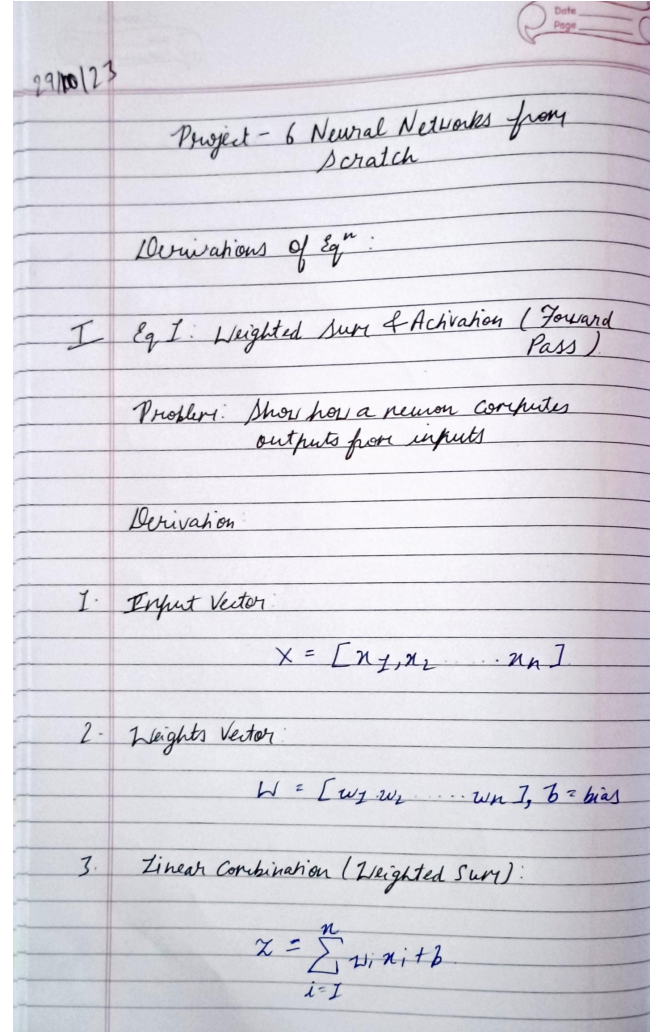 Date
Page
29/10/23
Project - 6 Neural Networks from
Scratch
Derivations of Eqⁿ :
I Eq I: Weighted Sum & Activation (Forward
Pass)
Problem: Show how a neuron computes
outputs from inputs
Derivation
1. Input Vector:
X = [x1, x2 ..... xn]
2. Weights Vector:
W = [w1 w2 ..... wn], b = bias
3. Linear Combination (Weighted Sum):
n
z = ∑ wi xi + b
i=1